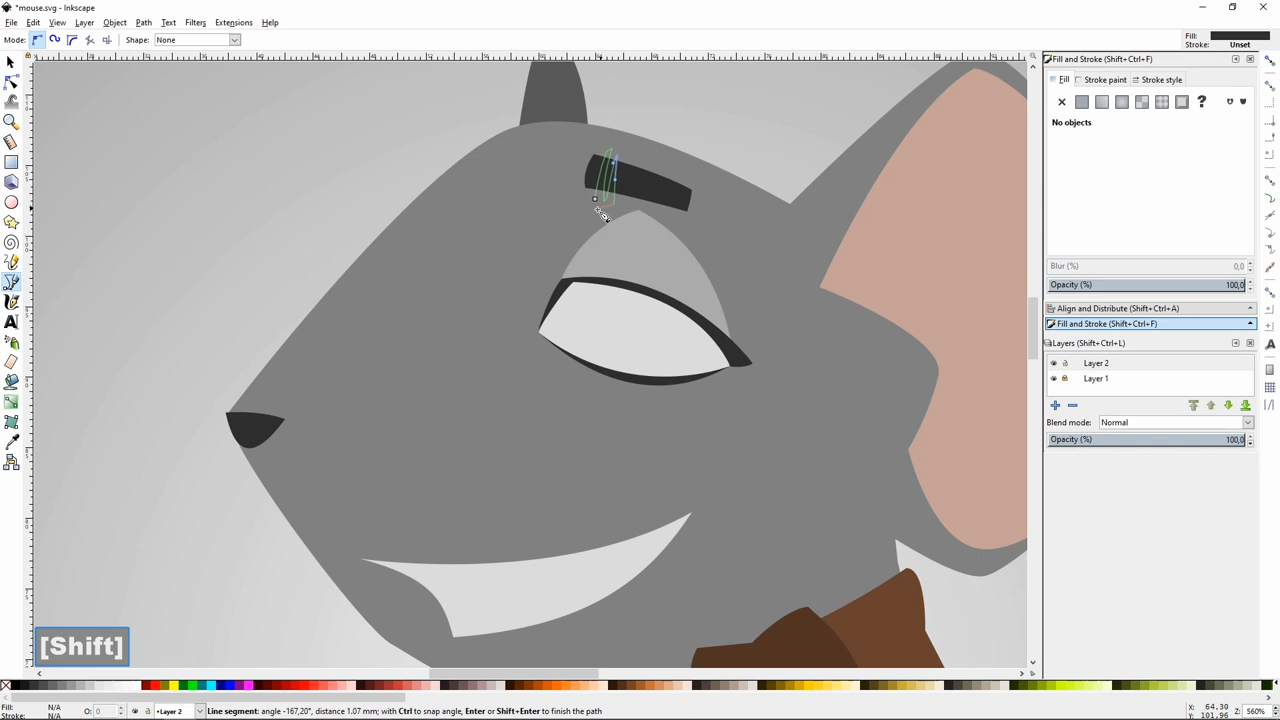 *mouse.svg - Inkscape
File Edit View Layer Object Path Text Filters Extensions Help
Mode: Shape: None
Fill:
Stroke: Unset
Fill and Stroke (Shift+Ctrl+F)
Fill Stroke paint Stroke style
?
No objects
Blur (%) 0,0
Opacity (%) 100,0
Align and Distribute (Shift+Ctrl+A)
Fill and Stroke (Shift+Ctrl+F)
Layers (Shift+Ctrl+L)
Layer 2
Layer 1
Blend mode: Normal
Opacity (%) 100,0
[Shift]
Fill: N/A
Stroke: N/A
O: 0
•Layer 2
Line segment: angle -167,20°, distance 1.07 mm; with Ctrl to snap angle, Enter or Shift+Enter to finish the path
X: 64,30
Y: 101,96
Z: 560%